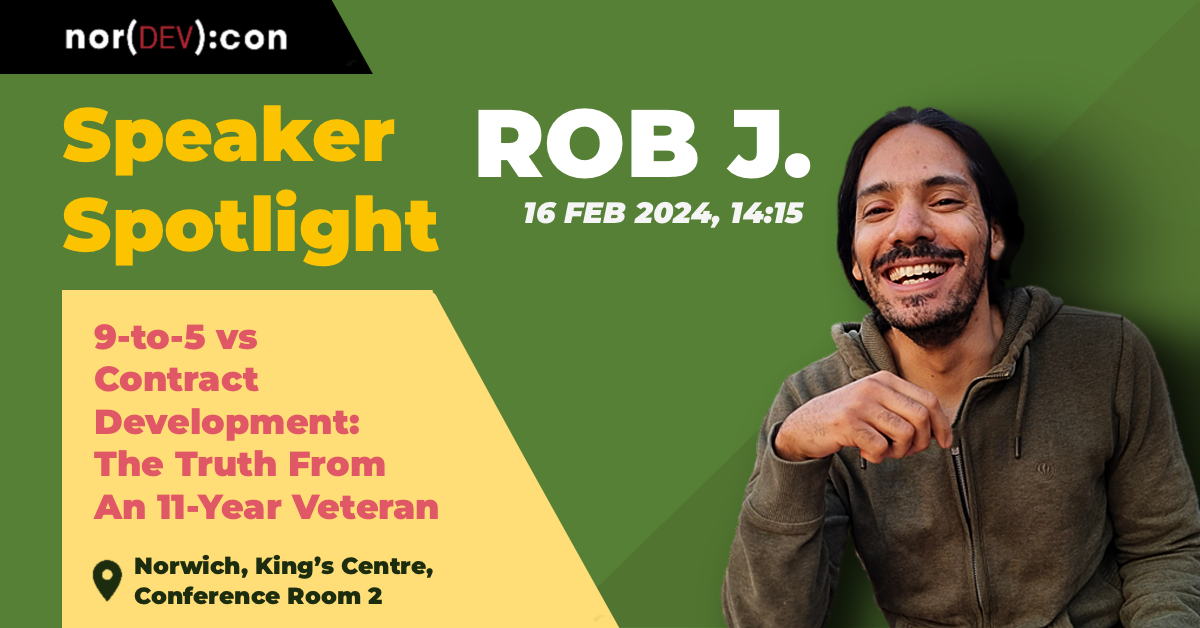 nor(DEV):con
Speaker
Spotlight
ROB J.
16 FEB 2024, 14:15
9-to-5 vs
Contract
Development:
The Truth From
An 11-Year Veteran
Norwich, King’s Centre,
Conference Room 2